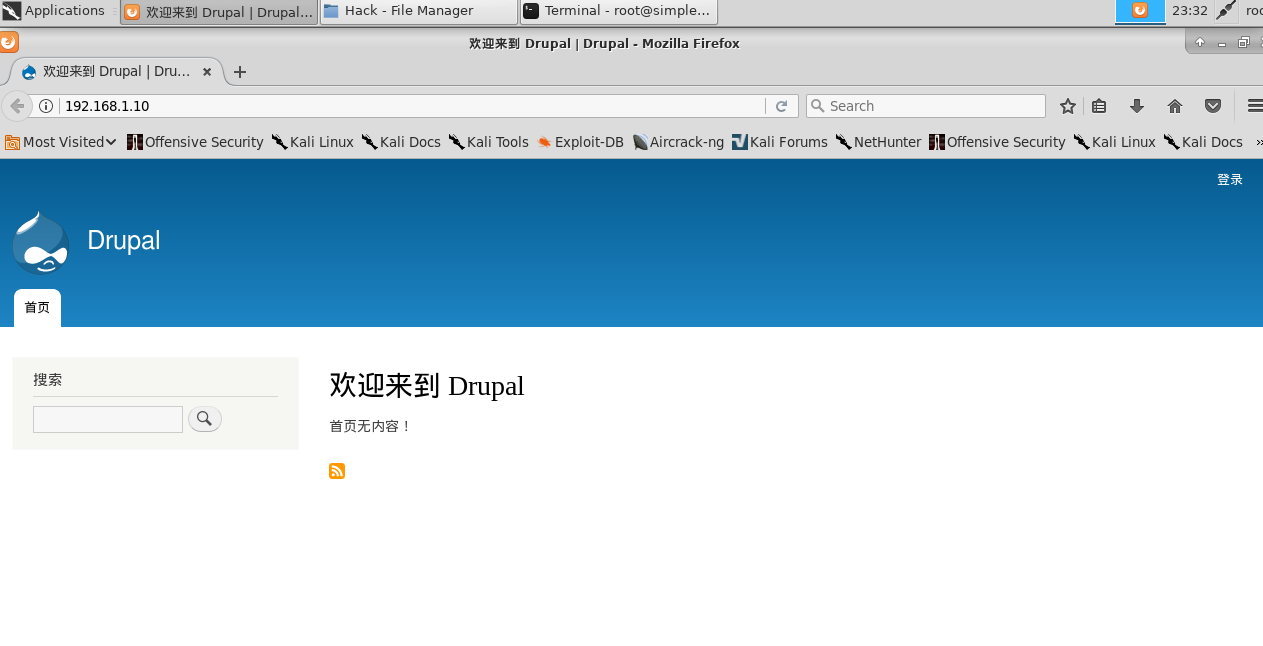 Applications 欢迎来到 Drupal | Drupal... Hack - File Manager Terminal - root@simple... 23:32
欢迎来到 Drupal | Drupal - Mozilla Firefox
欢迎来到 Drupal | Dru...
192.168.1.10 Search
Most Visited Offensive Security Kali Linux Kali Docs Kali Tools Exploit-DB Aircrack-ng Kali Forums NetHunter Offensive Security Kali Linux Kali Docs »
登录
Drupal
首页
搜索
欢迎来到 Drupal
首页无内容！